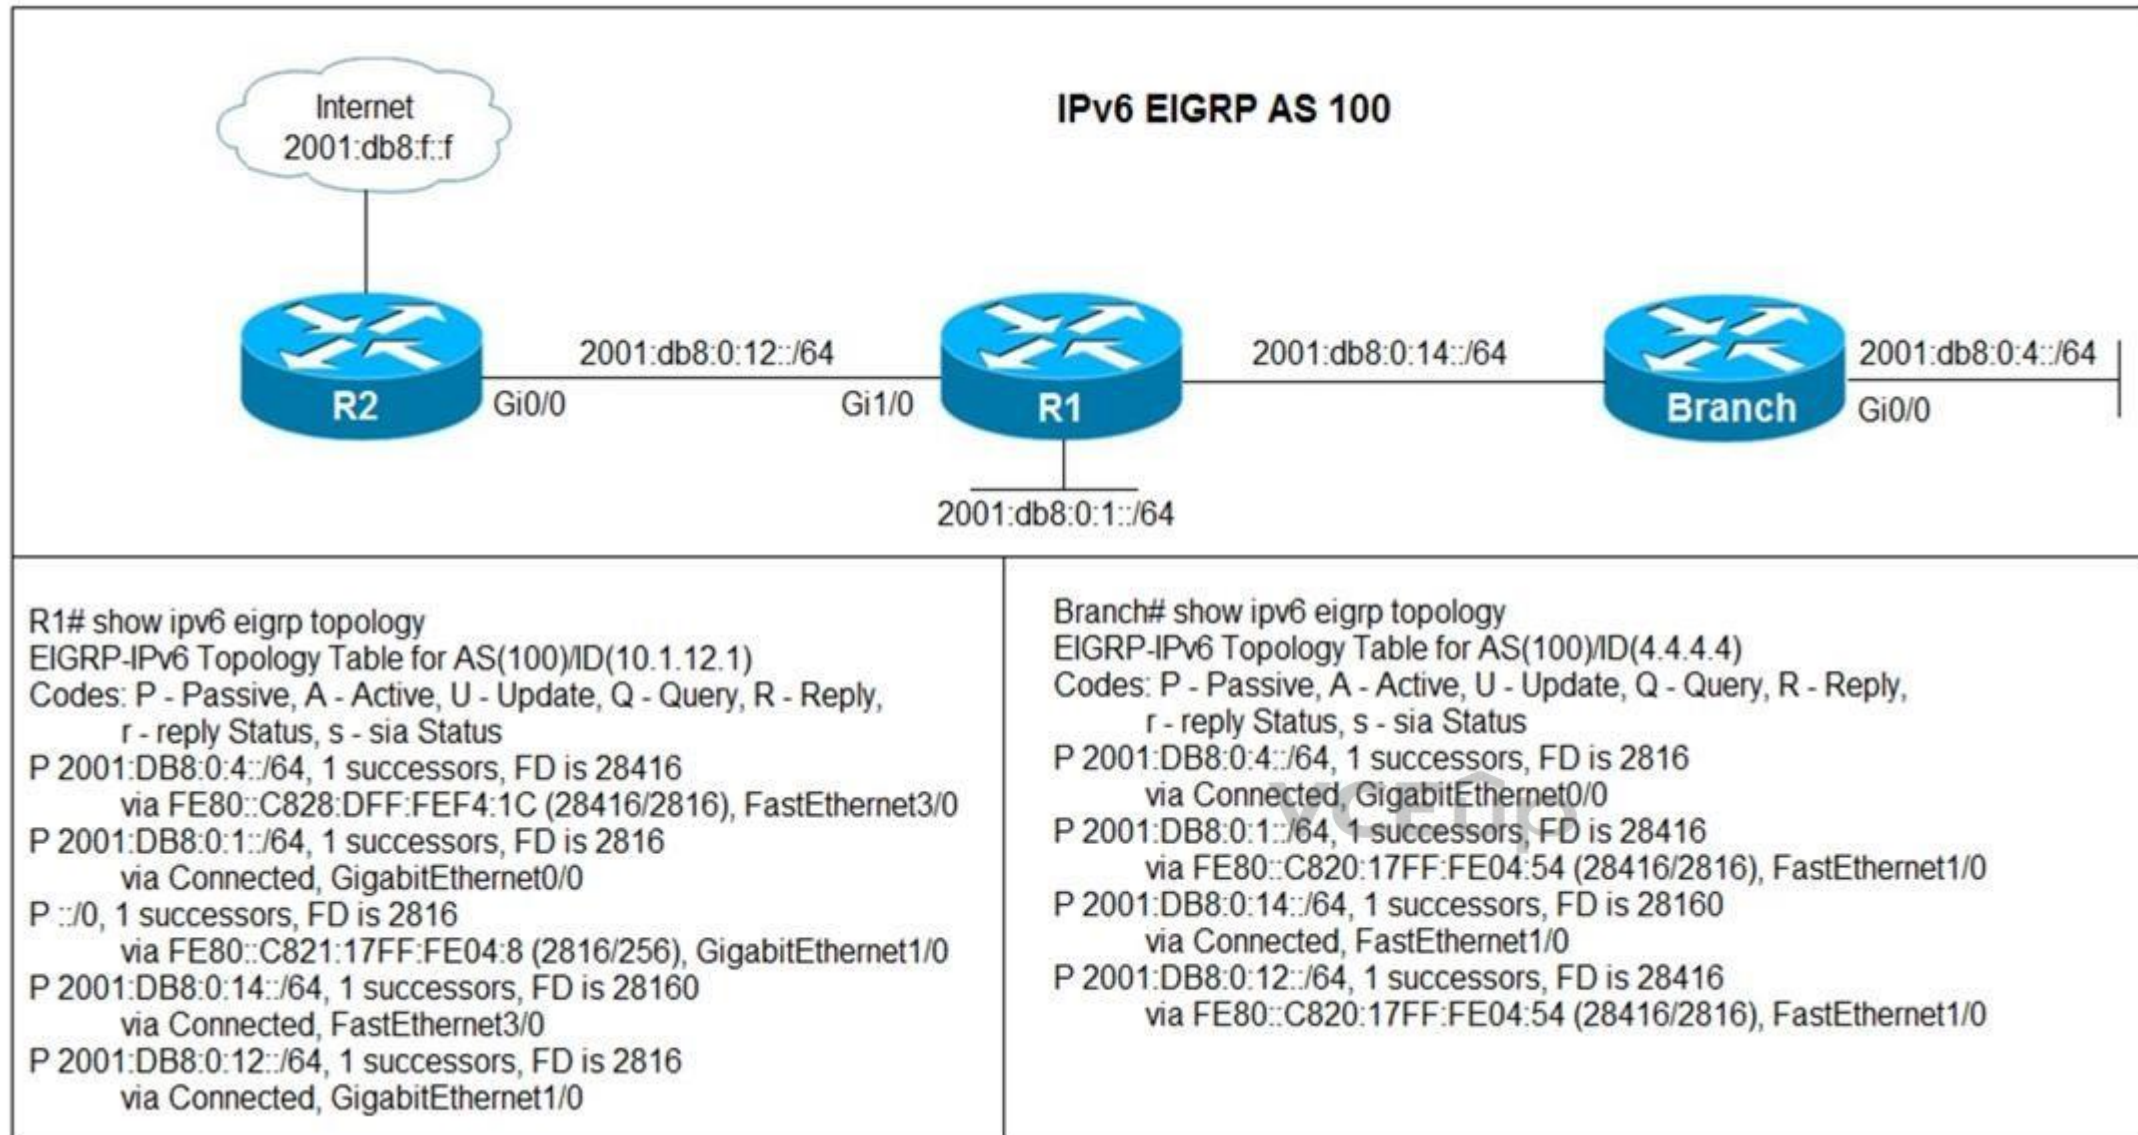 Internet
2001:db8:f::f
IPv6 EIGRP AS 100
2001:db8:0:12::/64
2001:db8:0:14::/64
2001:db8:0:4::/64
R2
Gi0/0
Gi1/0
R1
Branch
Gi0/0
2001:db8:0:1::/64
R1# show ipv6 eigrp topology
EIGRP-IPv6 Topology Table for AS(100)/ID(10.1.12.1)
Codes: P - Passive, A - Active, U - Update, Q - Query, R - Reply,
r - reply Status, s - sia Status
P 2001:DB8:0:4::/64, 1 successors, FD is 28416
via FE80::C828:DFF:FEF4:1C (28416/2816), FastEthernet3/0
P 2001:DB8:0:1::/64, 1 successors, FD is 2816
via Connected, GigabitEthernet0/0
P ::/0, 1 successors, FD is 2816
via FE80::C821:17FF:FE04:8 (2816/256), GigabitEthernet1/0
P 2001:DB8:0:14::/64, 1 successors, FD is 28160
via Connected, FastEthernet3/0
P 2001:DB8:0:12::/64, 1 successors, FD is 2816
via Connected, GigabitEthernet1/0
Branch# show ipv6 eigrp topology
EIGRP-IPv6 Topology Table for AS(100)/ID(4.4.4.4)
Codes: P - Passive, A - Active, U - Update, Q - Query, R - Reply,
r - reply Status, s - sia Status
P 2001:DB8:0:4::/64, 1 successors, FD is 2816
via Connected, GigabitEthernet0/0
P 2001:DB8:0:1::/64, 1 successors, FD is 28416
via FE80::C820:17FF:FE04:54 (28416/2816), FastEthernet1/0
P 2001:DB8:0:14::/64, 1 successors, FD is 28160
via Connected, FastEthernet1/0
P 2001:DB8:0:12::/64, 1 successors, FD is 28416
via FE80::C820:17FF:FE04:54 (28416/2816), FastEthernet1/0
VCEup